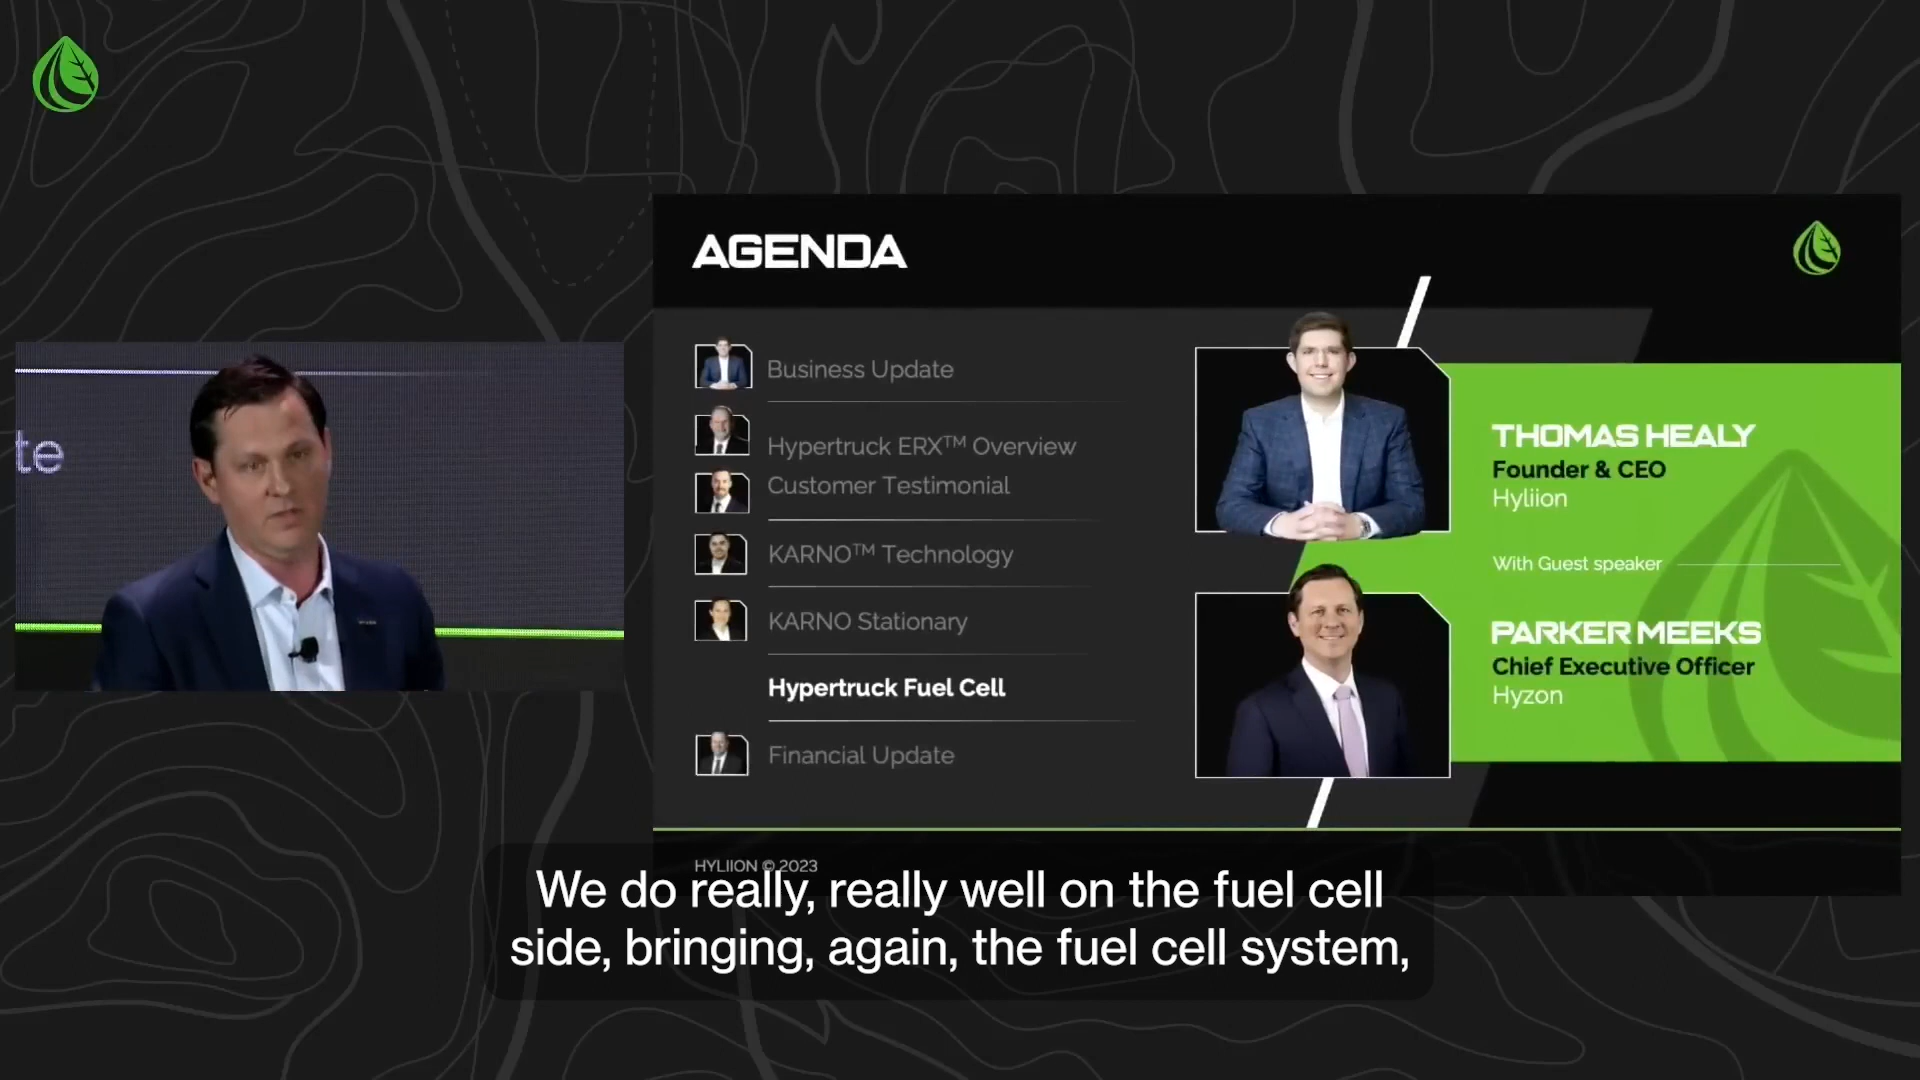 te
AGENDA
Business Update
Hypertruck ERX™ Overview
Customer Testimonial
KARNO™ Technology
KARNO Stationary
Hypertruck Fuel Cell
Financial Update
THOMAS HEALY
Founder & CEO
Hyliion
With Guest speaker
PARKER MEEKS
Chief Executive Officer
Hyzon
HYLIION © 2023
We do really, really well on the fuel cell
side, bringing, again, the fuel cell system,